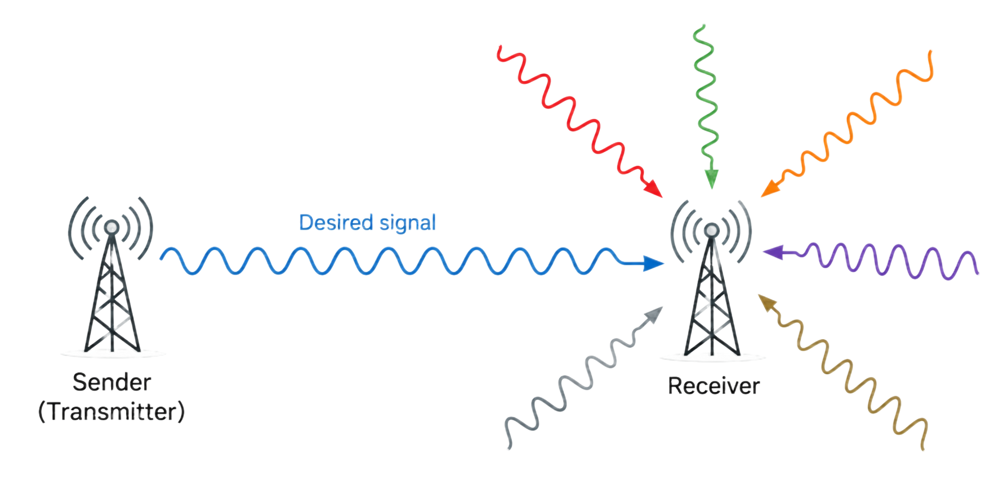 Desired signal
Sender
(Transmitter)
Receiver